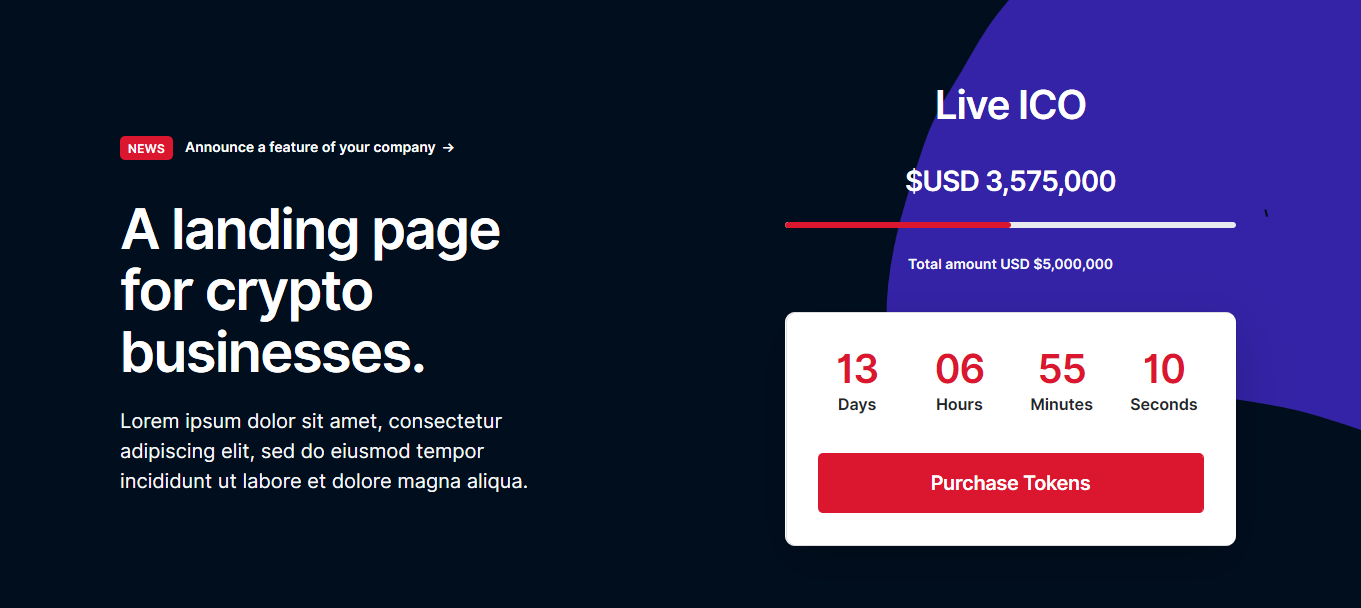 NEWS Announce a feature of your company →
A landing page
for crypto
businesses.
Lorem ipsum dolor sit amet, consectetur
adipiscing elit, sed do eiusmod tempor
incididunt ut labore et dolore magna aliqua.
Live ICO
$USD 3,575,000
Total amount USD $5,000,000
13 06 55 10
Days Hours Minutes Seconds
Purchase Tokens